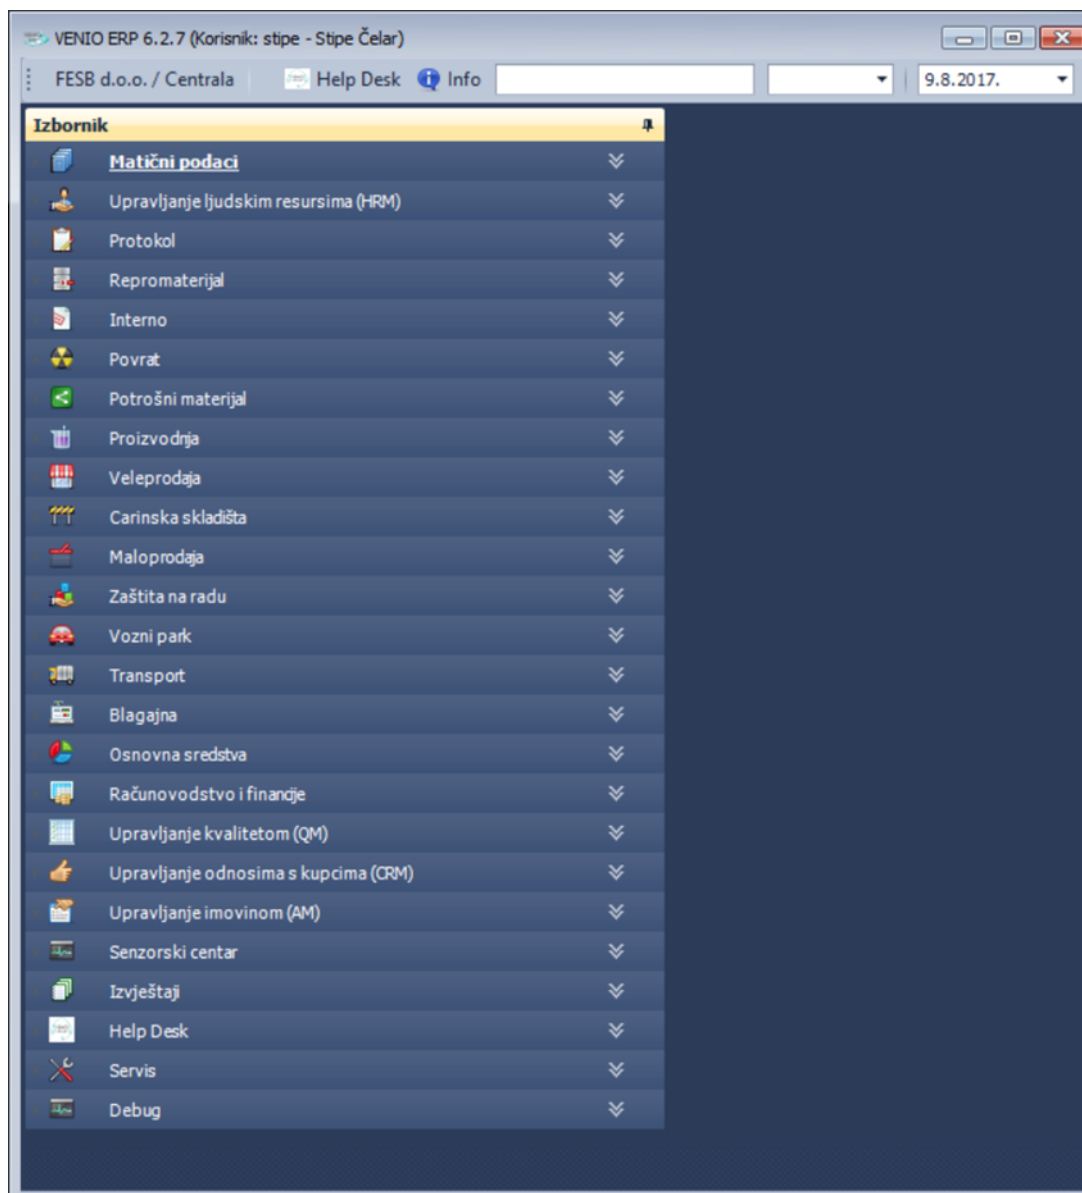 VENIO ERP 6.2.7 (Korisnik: stipe - Stipe Čelar)
FESB d.o.o. / Centrala Help Desk Info 9.8.2017.
Izbornik
Matični podaci
Upravljanje ljudskim resursima (HRM)
Protokol
Repromaterijal
Interno
Povrat
Potrošni materijal
Proizvodnja
Veleprodaja
Carinska skladišta
Maloprodaja
Zaštita na radu
Vozni park
Transport
Blagajna
Osnovna sredstva
Računovodstvo i financije
Upravljanje kvalitetom (QM)
Upravljanje odnosima s kupcima (CRM)
Upravljanje imovinom (AM)
Senzorski centar
Izvještaji
Help Desk
Servis
Debug